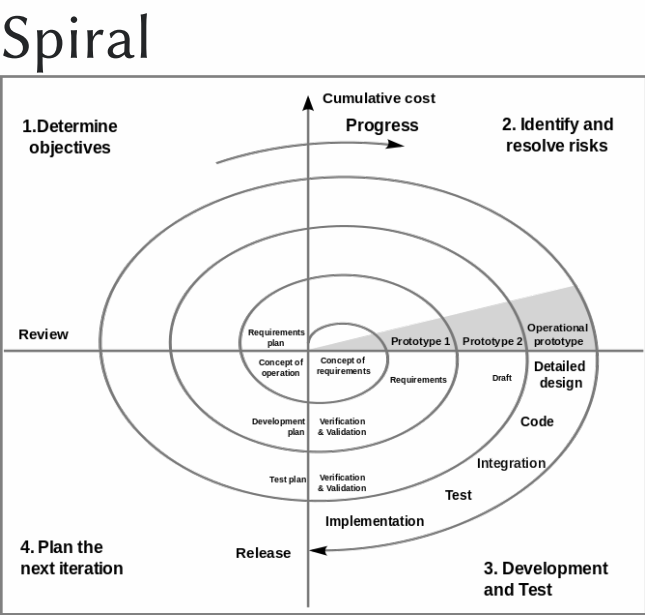 Spiral
Cumulative cost
Progress
1.Determine
objectives
2. Identify and
resolve risks
Review
Requirements
plan
Prototype 1
Prototype 2
Operational
prototype
Concept of
operation
Concept of
requirements
Requirements
Draft
Detailed
design
Development
plan
Verification
& Validation
Code
Test plan
Verification
& Validation
Integration
Test
Implementation
Release
4. Plan the
next iteration
3. Development
and Test